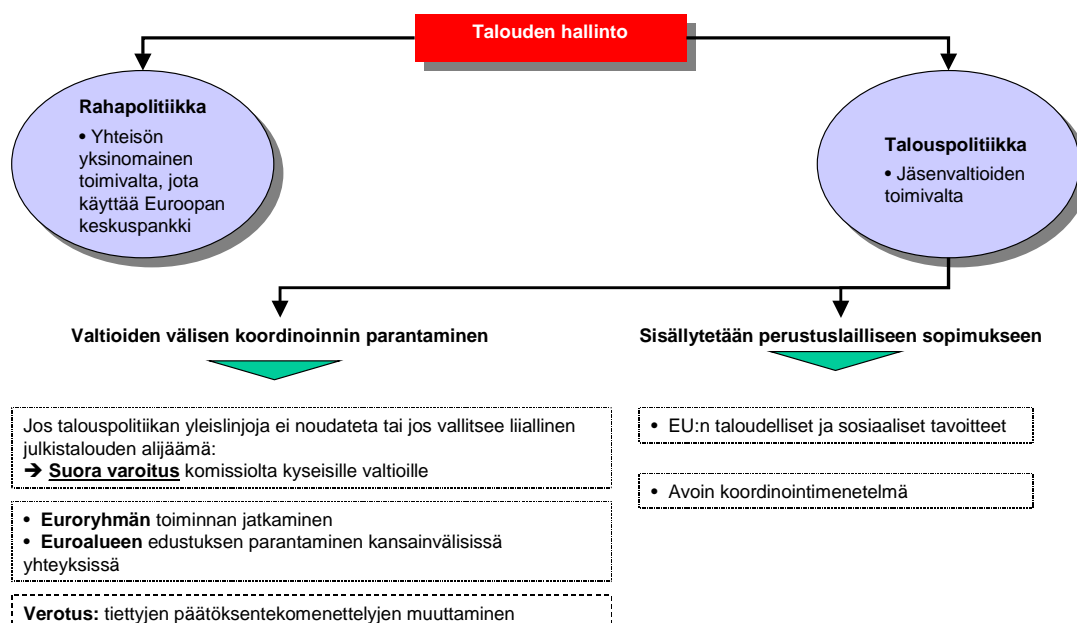 Talouden hallinto
Rahapolitiikka
• Yhteisön
yksinomainen
toimivalta, jota
käyttää Euroopan
keskuspankki
Talouspolitiikka
• Jäsenvaltioiden
toimivalta
Valtioiden välisen koordinoinnin parantaminen
Jos talouspolitiikan yleislinjoja ei noudateta tai jos vallitsee liiallinen
julkistalouden alijäämä:
➔ Suora varoitus komissiolta kyseisille valtioille
• Euroryhmän toiminnan jatkaminen
• Euroalueen edustuksen parantaminen kansainvälisissä
yhteyksissä
Verotus: tiettyjen päätöksentekomenettelyjen muuttaminen
Sisällytetään perustuslailliseen sopimukseen
• EU:n taloudelliset ja sosiaaliset tavoitteet
• Avoin koordinointimenetelmä